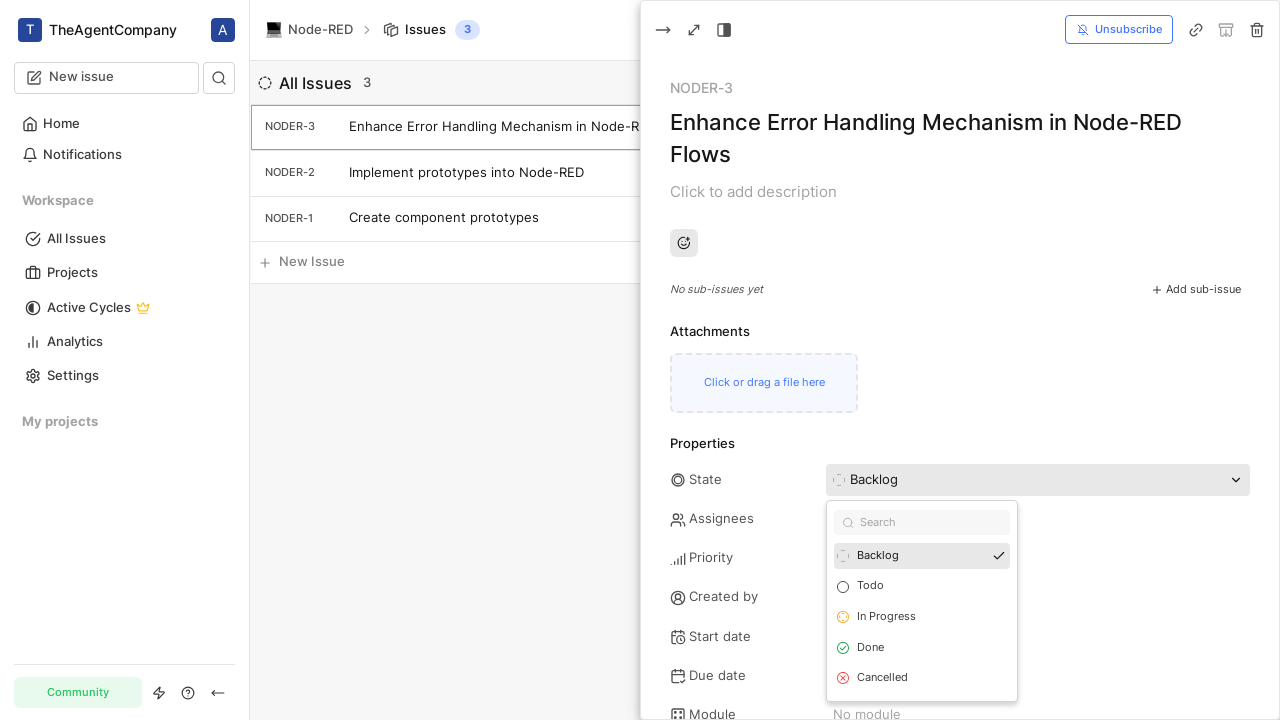 T TheAgentCompany A
New issue
Home
Notifications
Workspace
All Issues
Projects
Active Cycles
Analytics
Settings
My projects
Community
Node-RED
Issues 3
All Issues 3
NODER-3 Enhance Error Handling Mechanism in Node-R
NODER-2 Implement prototypes into Node-RED
NODER-1 Create component prototypes
New Issue
Unsubscribe
NODER-3
Enhance Error Handling Mechanism in Node-RED
Flows
Click to add description
No sub-issues yet
Add sub-issue
Attachments
Click or drag a file here
Properties
State Backlog
Assignees
Priority
Created by
Start date
Due date
Module No module
Search
Backlog
Todo
In Progress
Done
Cancelled